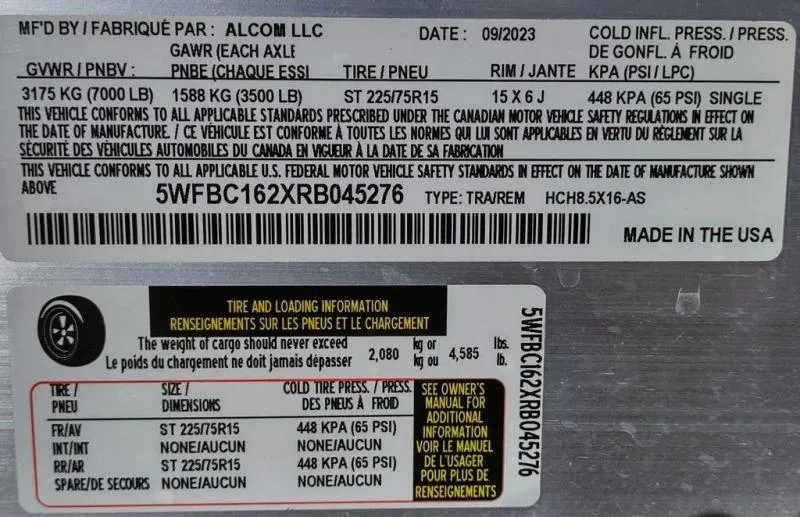 MF'D BY / FABRIQUÉ PAR : ALCOM LLC DATE : 09/2023 COLD INFL. PRESS. / PRESS.
GAWR (EACH AXLE DE GONFL. À FROID
GVWR / PNBV : PNBE (CHAQUE ESSI TIRE / PNEU RIM / JANTE KPA (PSI / LPC)
3175 KG (7000 LB) 1588 KG (3500 LB) ST 225/75R15 15 X 6 J 448 KPA (65 PSI) SINGLE
THIS VEHICLE CONFORMS TO ALL APPLICABLE STANDARDS PRESCRIBED UNDER THE CANADIAN MOTOR VEHICLE SAFETY REGULATIONS IN EFFECT ON
THE DATE OF MANUFACTURE. / CE VÉHICULE EST CONFORME À TOUTES LES NORMES QUI LUI SONT APPLICABLES EN VERTU DU RÈGLEMENT SUR LA
SÉCURITÉ DES VÉHICULES AUTOMOBILES DU CANADA EN VIGUEUR À LA DATE DE SA FABRICATION
THIS VEHICLE CONFORMS TO ALL APPLICABLE U.S. FEDERAL MOTOR VEHICLE SAFETY STANDARDS IN EFFECT ON THE DATE OF MANUFACTURE SHOWN
ABOVE 5WFBC162XRB045276 TYPE: TRA/REM HCH8.5X16-AS
MADE IN THE USA
TIRE AND LOADING INFORMATION
RENSEIGNEMENTS SUR LES PNEUS ET LE CHARGEMENT
The weight of cargo should never exceed 2,080 kg or 4,585 lbs.
Le poids du chargement ne doit jamais dépasser kg ou lb.
TIRE / SIZE / COLD TIRE PRESS. / PRESS.
PNEU DIMENSIONS DES PNEUS À FROID
FR/AV ST 225/75R15 448 KPA (65 PSI)
INT/INT NONE/AUCUN NONE/AUCUN
RR/AR ST 225/75R15 448 KPA (65 PSI)
SPARE/DE SECOURS NONE/AUCUN NONE/AUCUN
SEE OWNER'S
MANUAL FOR
ADDITIONAL
INFORMATION
VOIR LE MANUEL
DE L'USAGER
POUR PLUS DE
RENSEIGNEMENTS
5WFBC162XRB045276